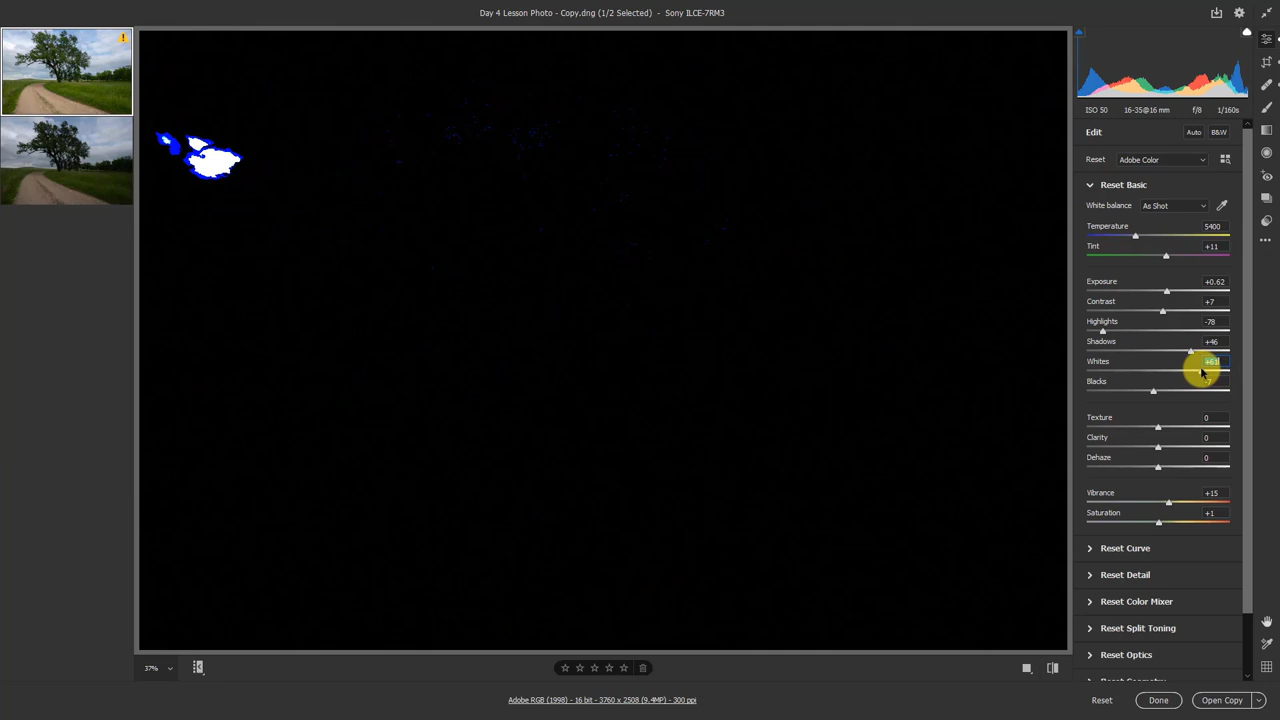 Day 4 Lesson Photo - Copy.dng (1/2 Selected) - Sony ILCE-7RM3
ISO 50 16-35@16 mm f/8 1/160s
Edit Auto B&W
Reset Adobe Color
Reset Basic
White balance As Shot
Temperature 5400
Tint +11
Exposure +0.62
Contrast +7
Highlights -78
Shadows +46
Whites +61
Blacks -7
Texture 0
Clarity 0
Dehaze 0
Vibrance +15
Saturation +1
Reset Curve
Reset Detail
Reset Color Mixer
Reset Split Toning
Reset Optics
37%
Adobe RGB (1998) - 16 bit - 3760 x 2508 (9.4MP) - 300 ppi
Reset Done Open Copy